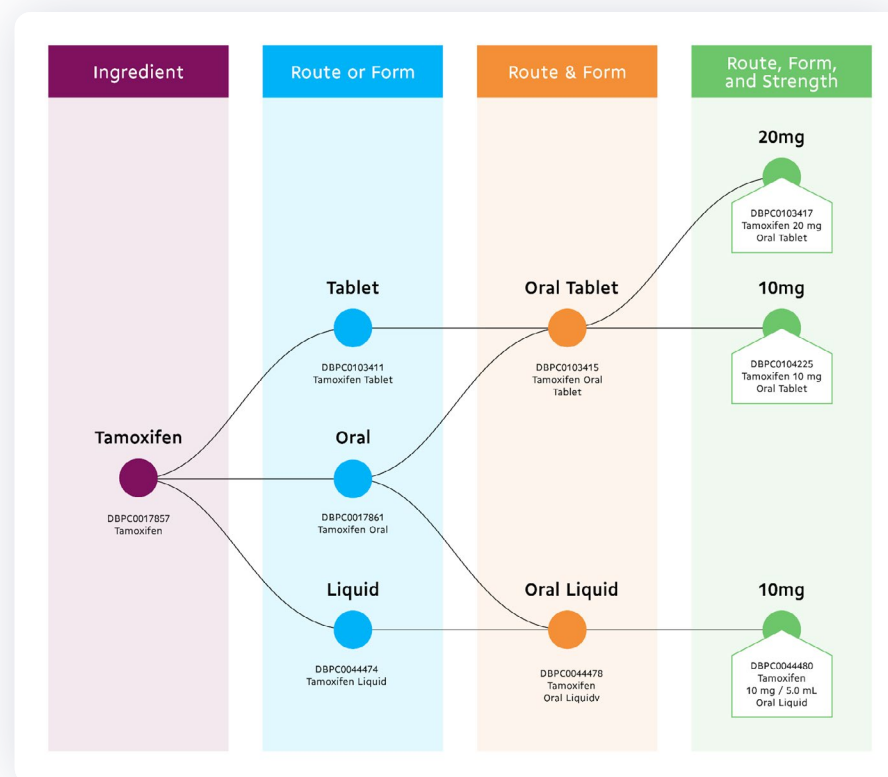 Ingredient
Route or Form
Route & Form
Route, Form,
and Strength
20mg
DBPC0103417
Tamoxifen 20 mg
Oral Tablet
Tablet
DBPC0103411
Tamoxifen Tablet
Oral Tablet
DBPC0103415
Tamoxifen Oral
Tablet
10mg
DBPC0104225
Tamoxifen 10 mg
Oral Tablet
Tamoxifen
DBPC0017857
Tamoxifen
Oral
DBPC0017861
Tamoxifen Oral
Liquid
DBPC0044474
Tamoxifen Liquid
Oral Liquid
DBPC0044478
Tamoxifen
Oral Liquidv
10mg
DBPC0044480
Tamoxifen
10 mg / 5.0 mL
Oral Liquid